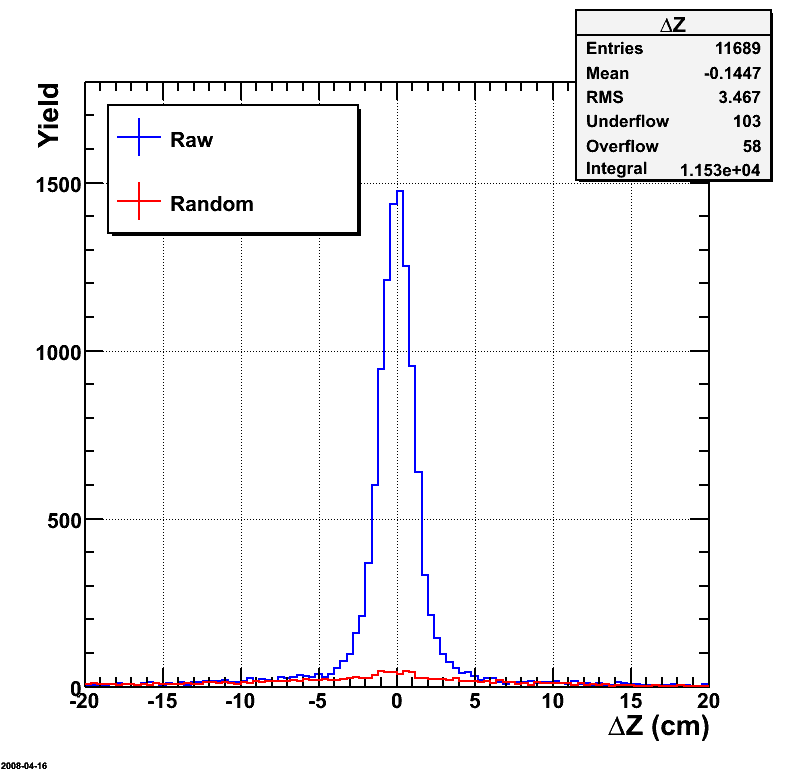 ΔZ
Entries 11689
Mean -0.1447
RMS 3.467
Underflow 103
Overflow 58
Integral 1.153e+04
Yield
Raw
Random
1500
1000
500
0
-20 -15 -10 -5 0 5 10 15 20
ΔZ (cm)
2008-04-16